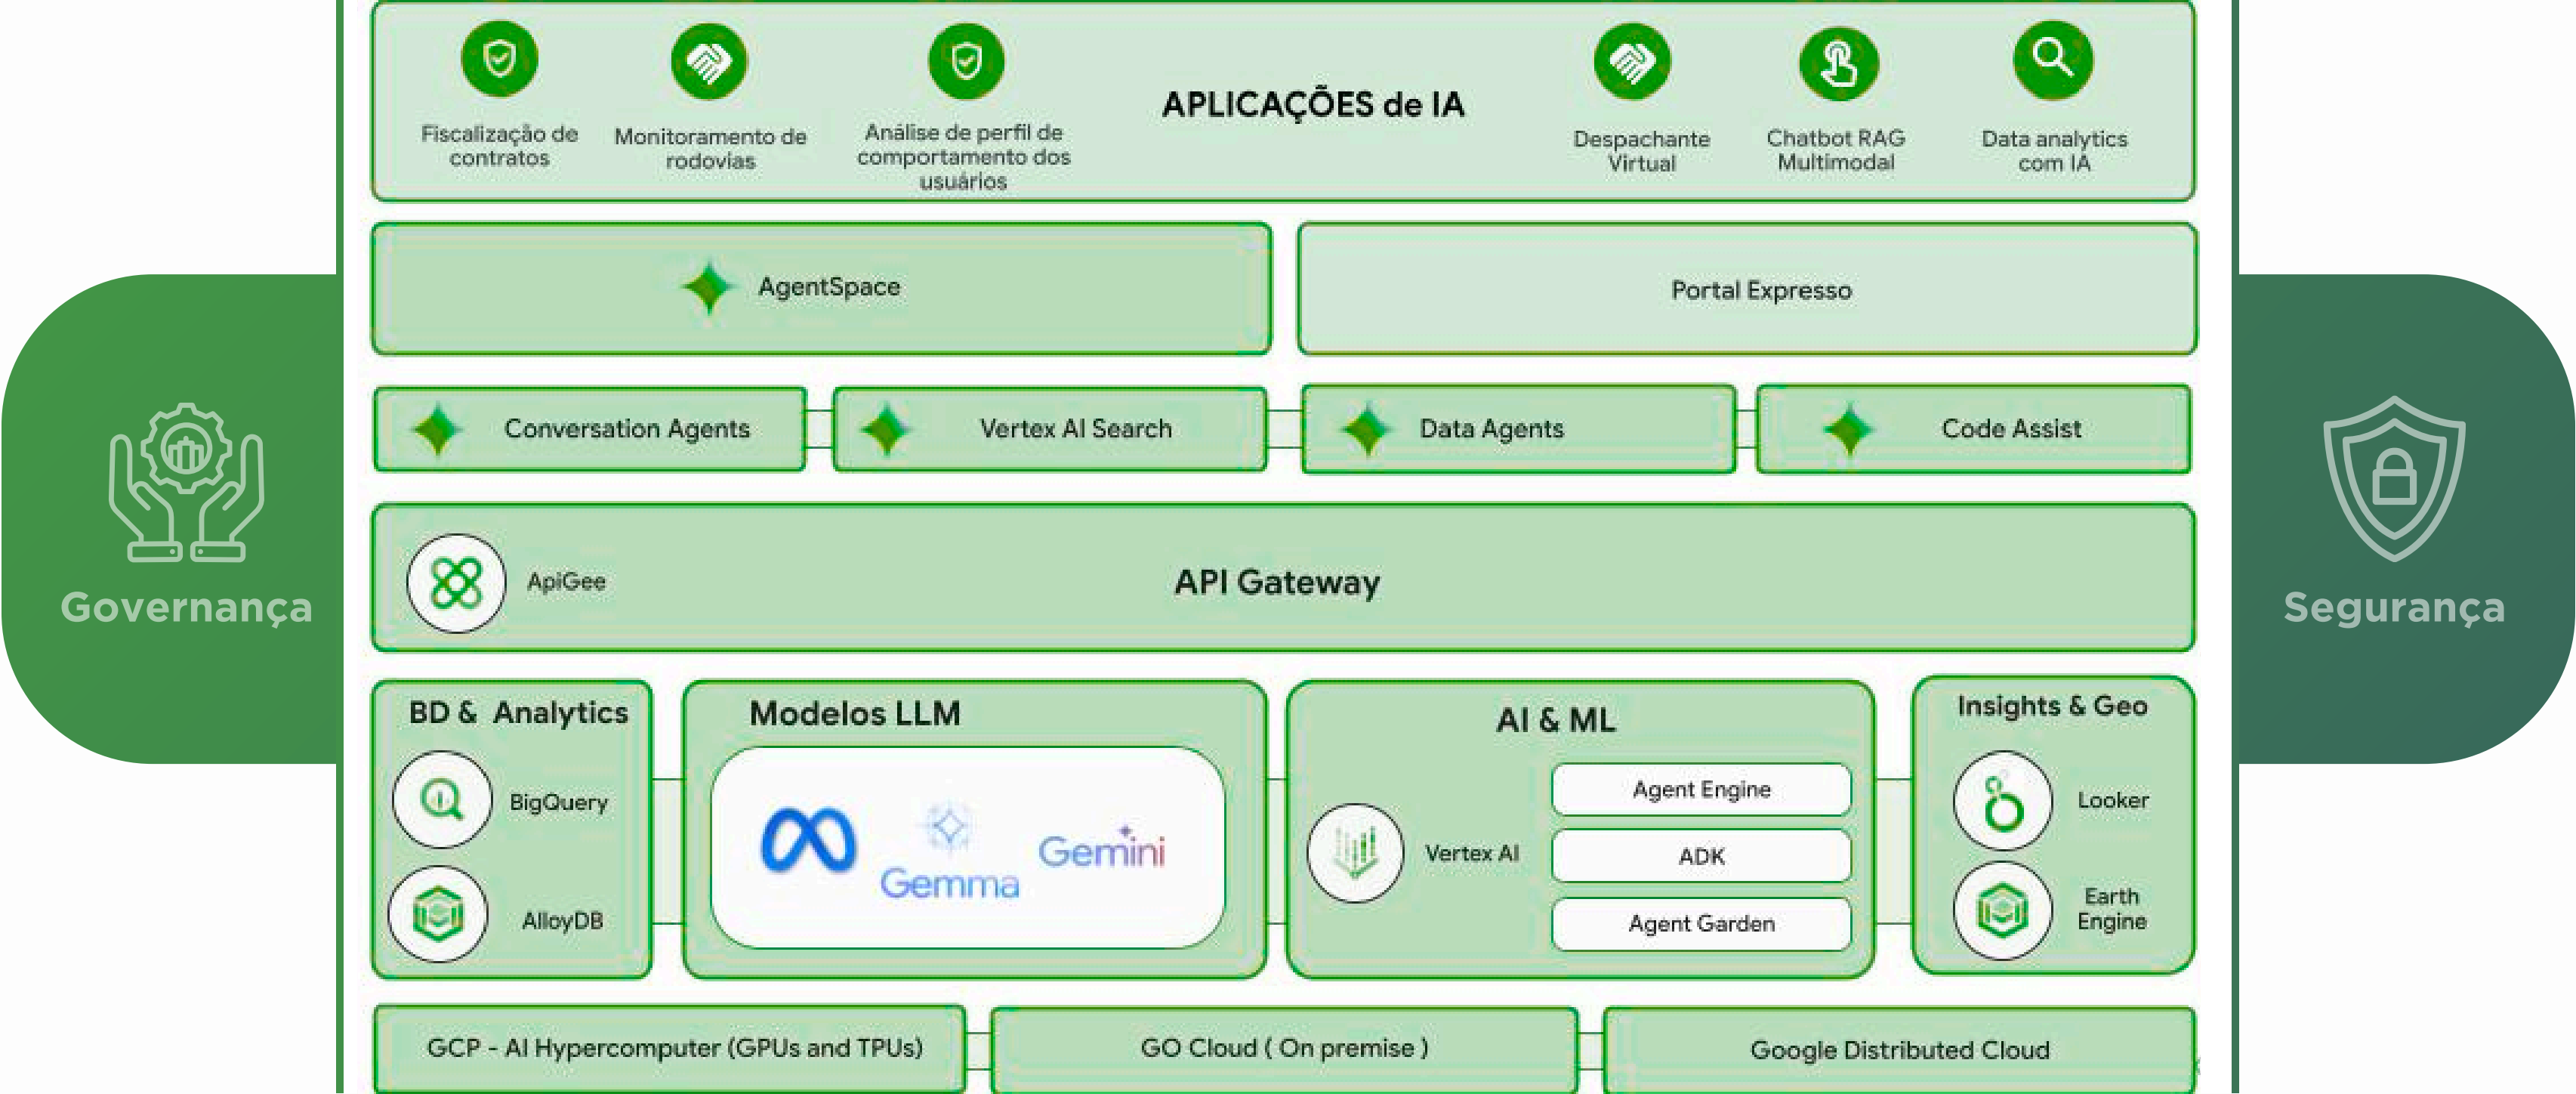 Fiscalização de
contratos
Monitoramento de
rodovias
Análise de perfil de
comportamento dos
usuários
APLICAÇÕES de IA
Despachante
Virtual
Chatbot RAG
Multimodal
Data analytics
com IA
AgentSpace
Portal Expresso
Conversation Agents
Vertex AI Search
Data Agents
Code Assist
Governança
ApiGee
API Gateway
Segurança
BD & Analytics
BigQuery
AlloyDB
Modelos LLM
Gemma
Gemini
AI & ML
Vertex AI
Agent Engine
ADK
Agent Garden
Insights & Geo
Looker
Earth
Engine
GCP - AI Hypercomputer (GPUs and TPUs)
GO Cloud ( On premise )
Google Distributed Cloud